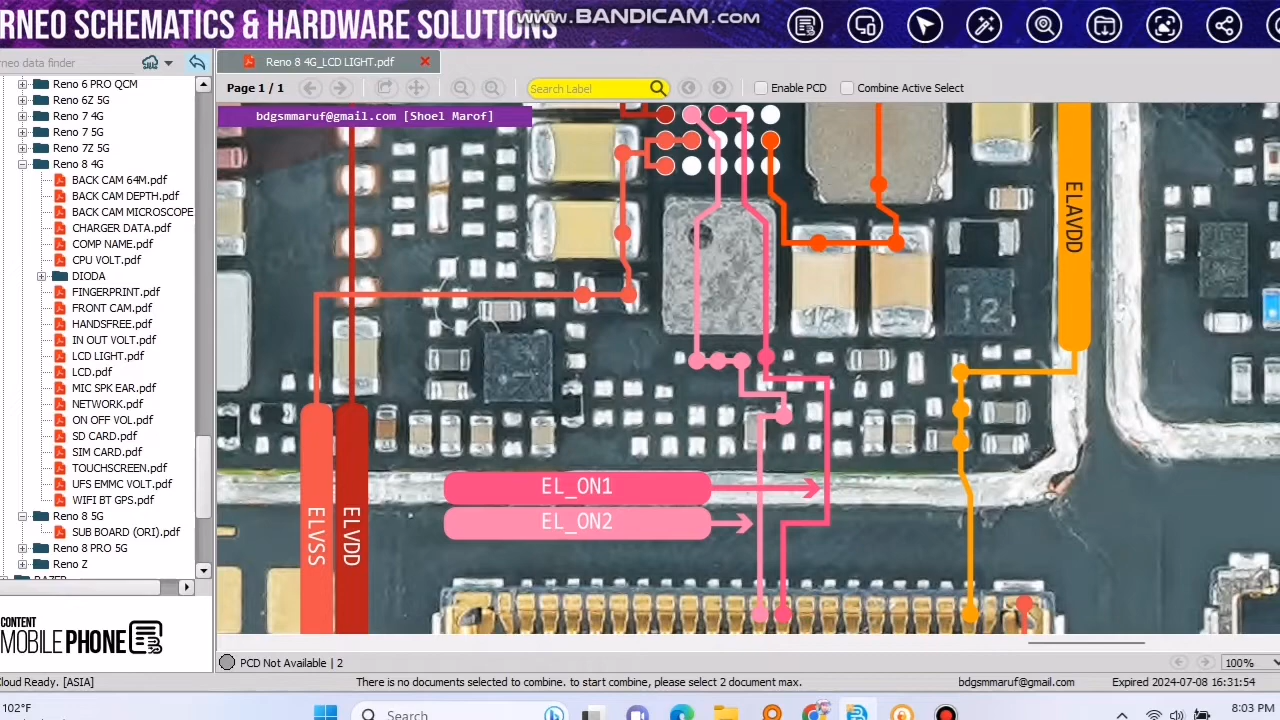 RNEO SCHEMATICS & HARDWARE SOLUTIONS
www.BANDICAM.com
rneo data finder
Reno 8 4G_LCD LIGHT.pdf
Page 1 / 1
Search Label
Enable PCD
Combine Active Select
bdgsmmaruf@gmail.com [Shoel Marof]
Reno 6 PRO QCM
Reno 6Z 5G
Reno 7 4G
Reno 7 5G
Reno 7Z 5G
Reno 8 4G
BACK CAM 64M.pdf
BACK CAM DEPTH.pdf
BACK CAM MICROSCOPE
CHARGER DATA.pdf
COMP NAME.pdf
CPU VOLT.pdf
DIODA
FINGERPRINT.pdf
FRONT CAM.pdf
HANDSFREE.pdf
IN OUT VOLT.pdf
LCD LIGHT.pdf
LCD.pdf
MIC SPK EAR.pdf
NETWORK.pdf
ON OFF VOL.pdf
SD CARD.pdf
SIM CARD.pdf
TOUCHSCREEN.pdf
UFS EMMC VOLT.pdf
WIFI BT GPS.pdf
Reno 8 5G
SUB BOARD (ORI).pdf
Reno 8 PRO 5G
Reno Z
RAZER
ELAVDD
12
EL_ON1
EL_ON2
ELVSS
ELVDD
CONTENT
MOBILEPHONE
PCD Not Available | 2
100%
Cloud Ready. [ASIA]
There is no documents selected to combine. to start combine, please select 2 document max.
bdgsmmaruf@gmail.com
Expired 2024-07-08 16:31:54
102°F
Search
8:03 PM